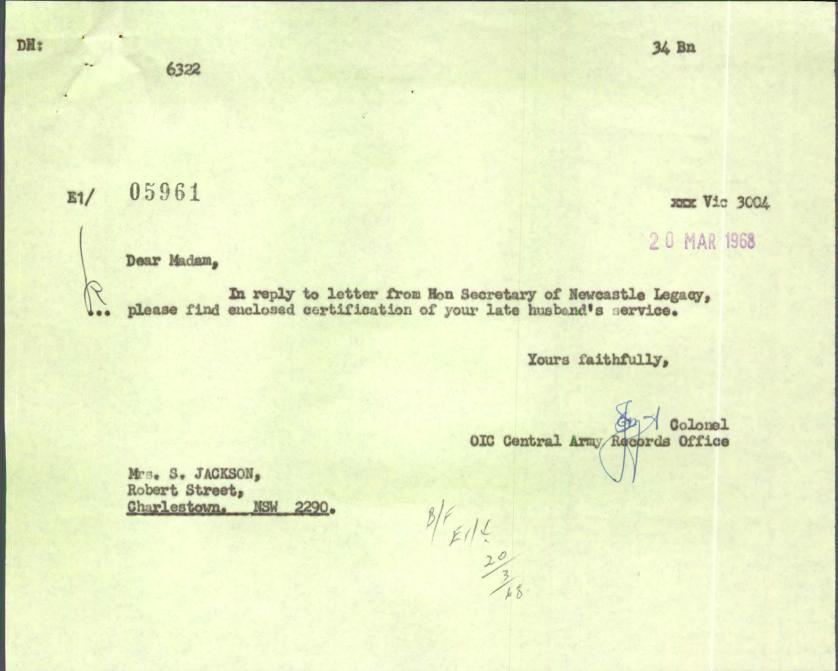 DH:
34 Bn
6322
E1/ 05961
xxx Vic 3004
20 MAR 1968
Dear Madam,
In reply to letter from Hon Secretary of Newcastle Legacy,
... please find enclosed certification of your late husband's service.
Yours faithfully,
Colonel
OIC Central Army Records Office
Mrs. S. JACKSON,
Robert Street,
Charlestown. NSW 2290.
B/F
20
3
68